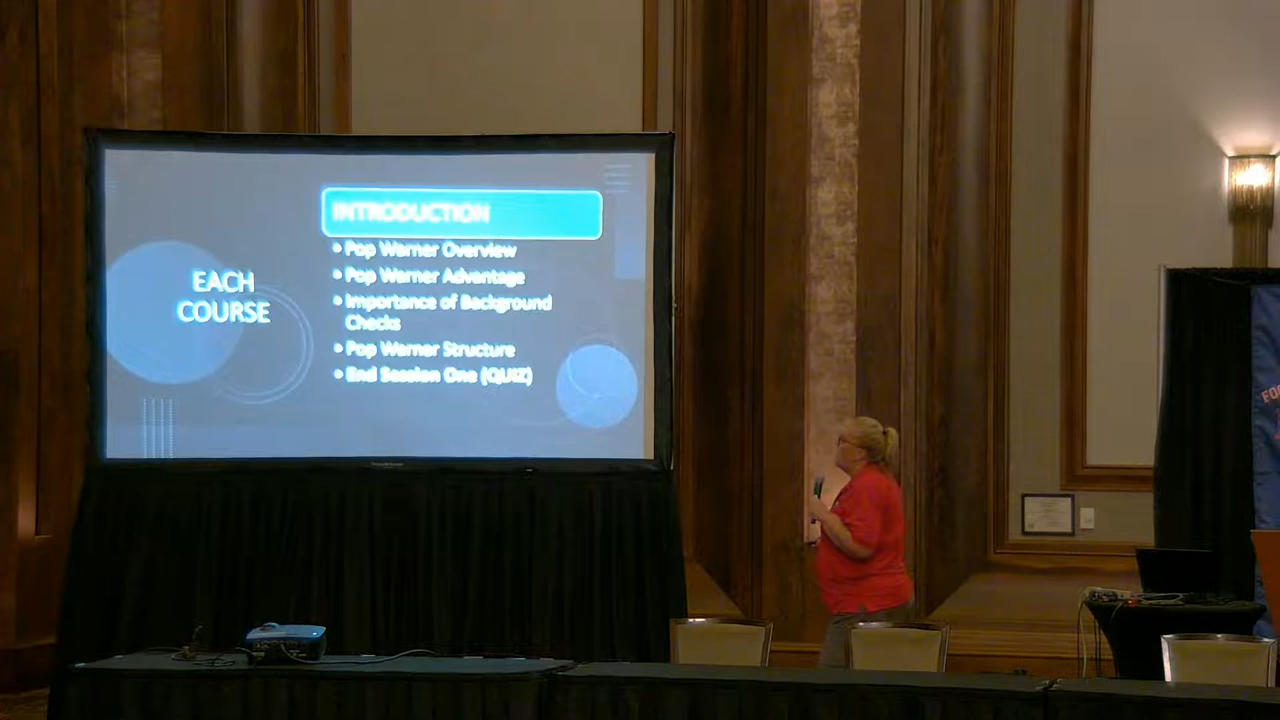 INTRODUCTION
EACH
COURSE
• Pop Warner Overview
• Pop Warner Advantage
• Importance of Background
Checks
• Pop Warner Structure
• End Session One (QUIZ)